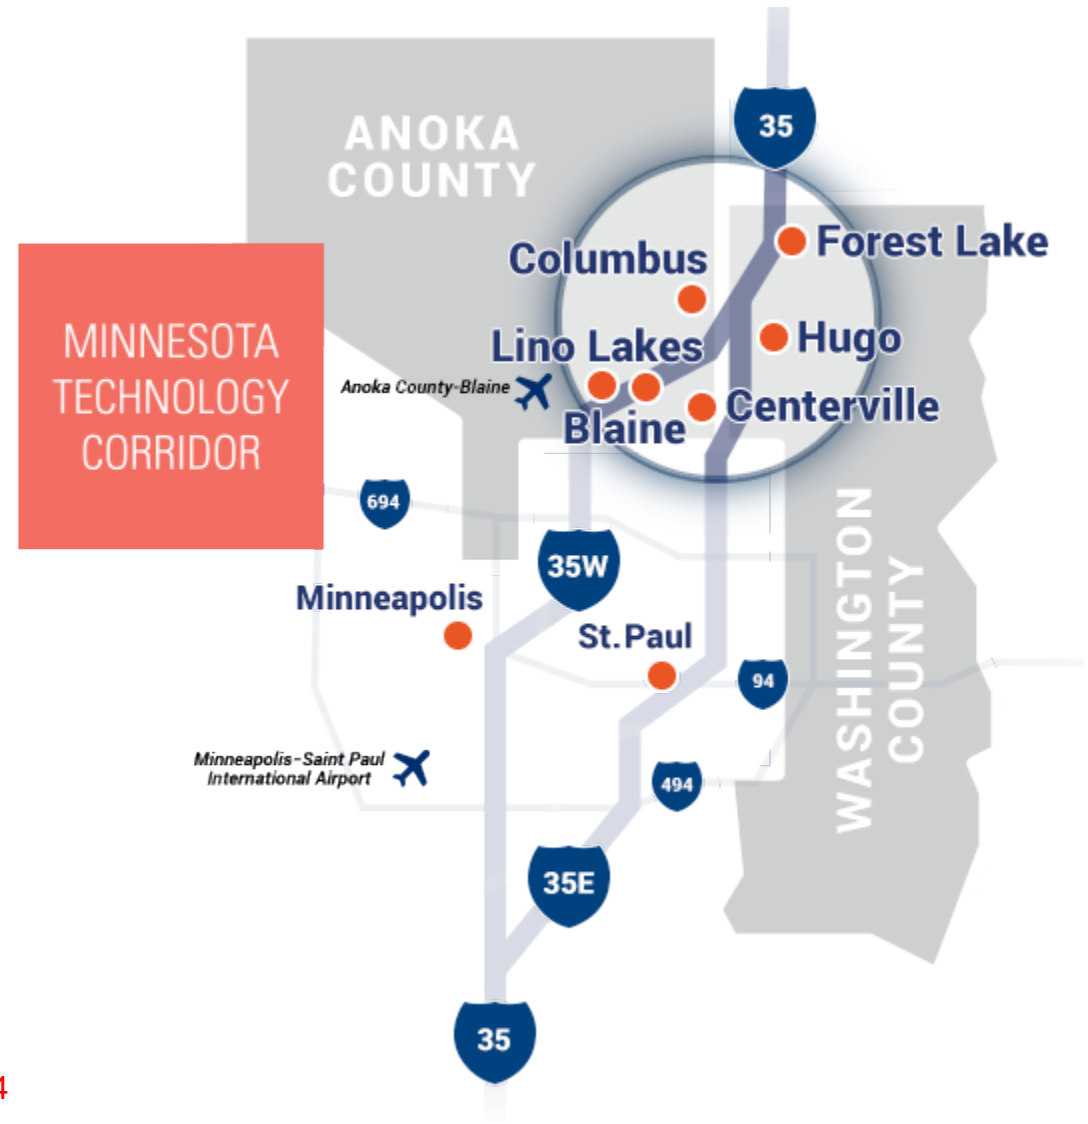 35
ANOKA
COUNTY
Forest Lake
Columbus
MINNESOTA
TECHNOLOGY
CORRIDOR
Hugo
Lino Lakes
Anoka County-Blaine
Centerville
Blaine
694
35W
Minneapolis
St.Paul
94
WASHINGTON
COUNTY
Minneapolis-Saint Paul
International Airport
494
35E
35
4